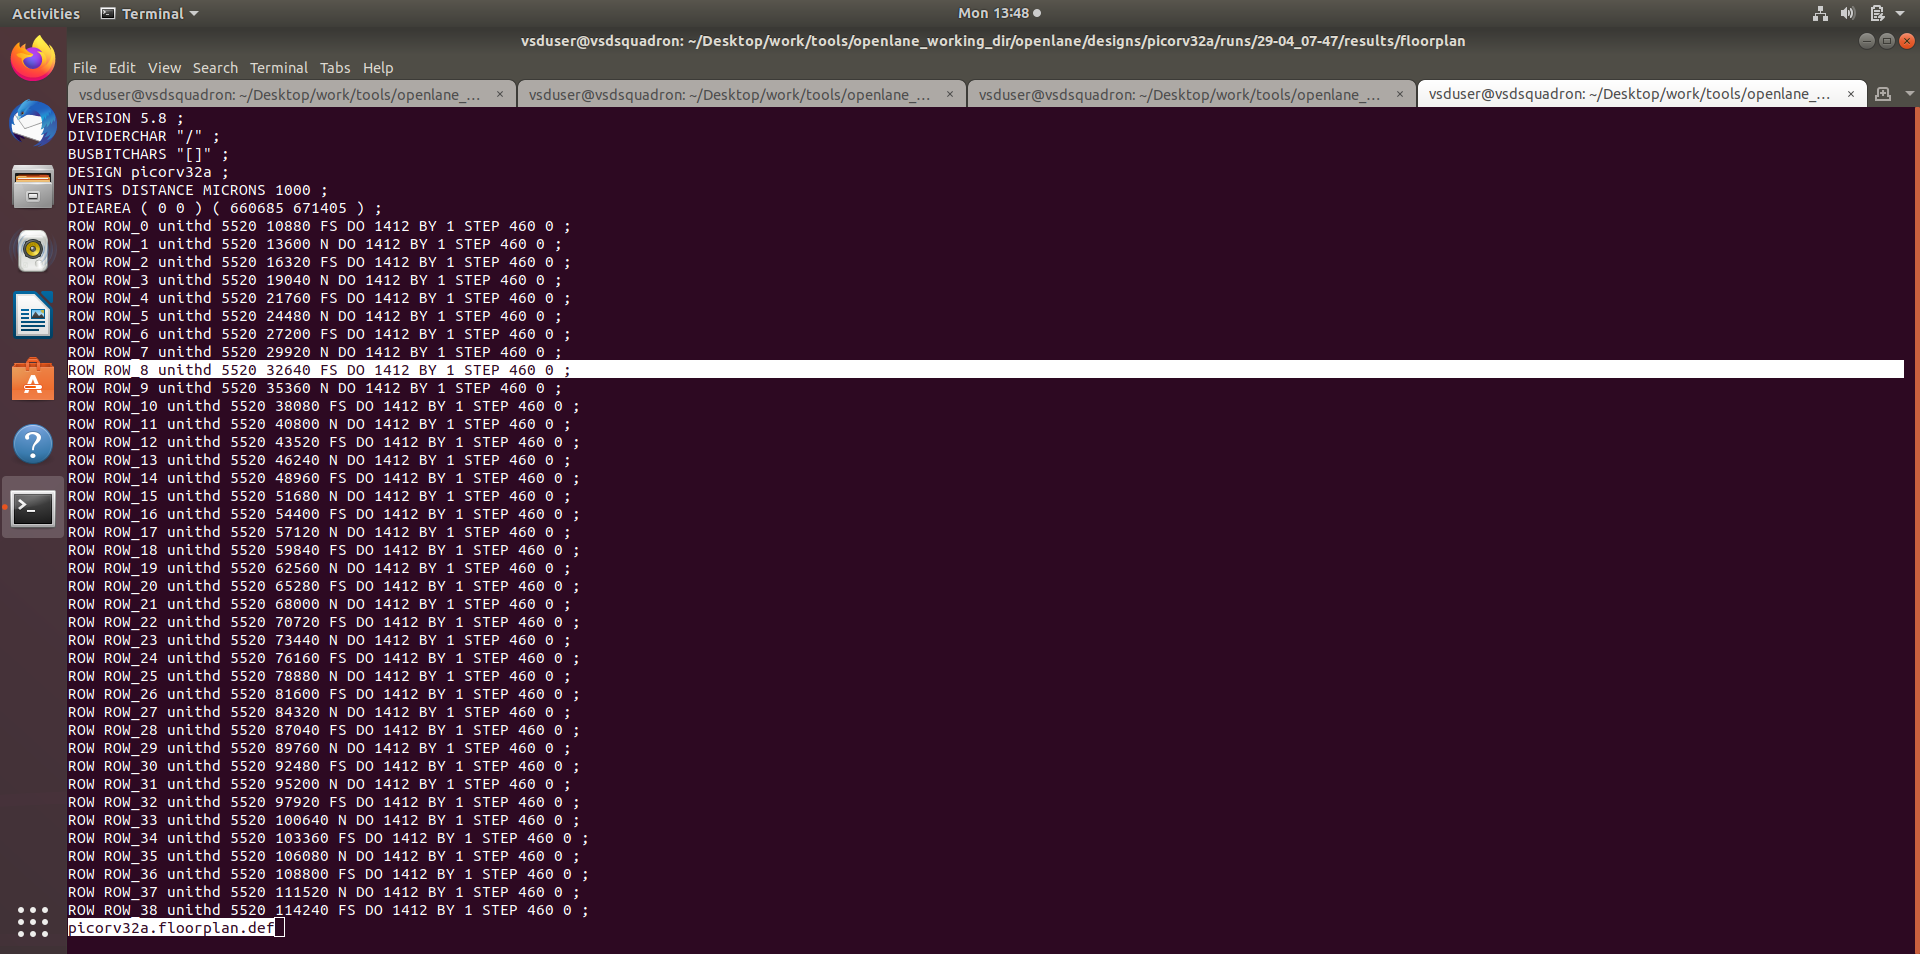 Activities
Terminal
Mon 13:48
vsduser@vsdsquadron: ~/Desktop/work/tools/openlane_working_dir/openlane/designs/picorv32a/runs/29-04_07-47/results/floorplan
File Edit View Search Terminal Tabs Help
vsduser@vsdsquadron: ~/Desktop/work/tools/openlane_... ×
vsduser@vsdsquadron: ~/Desktop/work/tools/openlane_... ×
vsduser@vsdsquadron: ~/Desktop/work/tools/openlane_... ×
vsduser@vsdsquadron: ~/Desktop/work/tools/openlane_... ×
VERSION 5.8 ;
DIVIDERCHAR "/" ;
BUSBITCHARS "[]" ;
DESIGN picorv32a ;
UNITS DISTANCE MICRONS 1000 ;
DIEAREA ( 0 0 ) ( 660685 671405 ) ;
ROW ROW_0 unithd 5520 10880 FS DO 1412 BY 1 STEP 460 0 ;
ROW ROW_1 unithd 5520 13600 N DO 1412 BY 1 STEP 460 0 ;
ROW ROW_2 unithd 5520 16320 FS DO 1412 BY 1 STEP 460 0 ;
ROW ROW_3 unithd 5520 19040 N DO 1412 BY 1 STEP 460 0 ;
ROW ROW_4 unithd 5520 21760 FS DO 1412 BY 1 STEP 460 0 ;
ROW ROW_5 unithd 5520 24480 N DO 1412 BY 1 STEP 460 0 ;
ROW ROW_6 unithd 5520 27200 FS DO 1412 BY 1 STEP 460 0 ;
ROW ROW_7 unithd 5520 29920 N DO 1412 BY 1 STEP 460 0 ;
ROW ROW_8 unithd 5520 32640 FS DO 1412 BY 1 STEP 460 0 ;
ROW ROW_9 unithd 5520 35360 N DO 1412 BY 1 STEP 460 0 ;
ROW ROW_10 unithd 5520 38080 FS DO 1412 BY 1 STEP 460 0 ;
ROW ROW_11 unithd 5520 40800 N DO 1412 BY 1 STEP 460 0 ;
ROW ROW_12 unithd 5520 43520 FS DO 1412 BY 1 STEP 460 0 ;
ROW ROW_13 unithd 5520 46240 N DO 1412 BY 1 STEP 460 0 ;
ROW ROW_14 unithd 5520 48960 FS DO 1412 BY 1 STEP 460 0 ;
ROW ROW_15 unithd 5520 51680 N DO 1412 BY 1 STEP 460 0 ;
ROW ROW_16 unithd 5520 54400 FS DO 1412 BY 1 STEP 460 0 ;
ROW ROW_17 unithd 5520 57120 N DO 1412 BY 1 STEP 460 0 ;
ROW ROW_18 unithd 5520 59840 FS DO 1412 BY 1 STEP 460 0 ;
ROW ROW_19 unithd 5520 62560 N DO 1412 BY 1 STEP 460 0 ;
ROW ROW_20 unithd 5520 65280 FS DO 1412 BY 1 STEP 460 0 ;
ROW ROW_21 unithd 5520 68000 N DO 1412 BY 1 STEP 460 0 ;
ROW ROW_22 unithd 5520 70720 FS DO 1412 BY 1 STEP 460 0 ;
ROW ROW_23 unithd 5520 73440 N DO 1412 BY 1 STEP 460 0 ;
ROW ROW_24 unithd 5520 76160 FS DO 1412 BY 1 STEP 460 0 ;
ROW ROW_25 unithd 5520 78880 N DO 1412 BY 1 STEP 460 0 ;
ROW ROW_26 unithd 5520 81600 FS DO 1412 BY 1 STEP 460 0 ;
ROW ROW_27 unithd 5520 84320 N DO 1412 BY 1 STEP 460 0 ;
ROW ROW_28 unithd 5520 87040 FS DO 1412 BY 1 STEP 460 0 ;
ROW ROW_29 unithd 5520 89760 N DO 1412 BY 1 STEP 460 0 ;
ROW ROW_30 unithd 5520 92480 FS DO 1412 BY 1 STEP 460 0 ;
ROW ROW_31 unithd 5520 95200 N DO 1412 BY 1 STEP 460 0 ;
ROW ROW_32 unithd 5520 97920 FS DO 1412 BY 1 STEP 460 0 ;
ROW ROW_33 unithd 5520 100640 N DO 1412 BY 1 STEP 460 0 ;
ROW ROW_34 unithd 5520 103360 FS DO 1412 BY 1 STEP 460 0 ;
ROW ROW_35 unithd 5520 106080 N DO 1412 BY 1 STEP 460 0 ;
ROW ROW_36 unithd 5520 108800 FS DO 1412 BY 1 STEP 460 0 ;
ROW ROW_37 unithd 5520 111520 N DO 1412 BY 1 STEP 460 0 ;
ROW ROW_38 unithd 5520 114240 FS DO 1412 BY 1 STEP 460 0 ;
picorv32a.floorplan.def